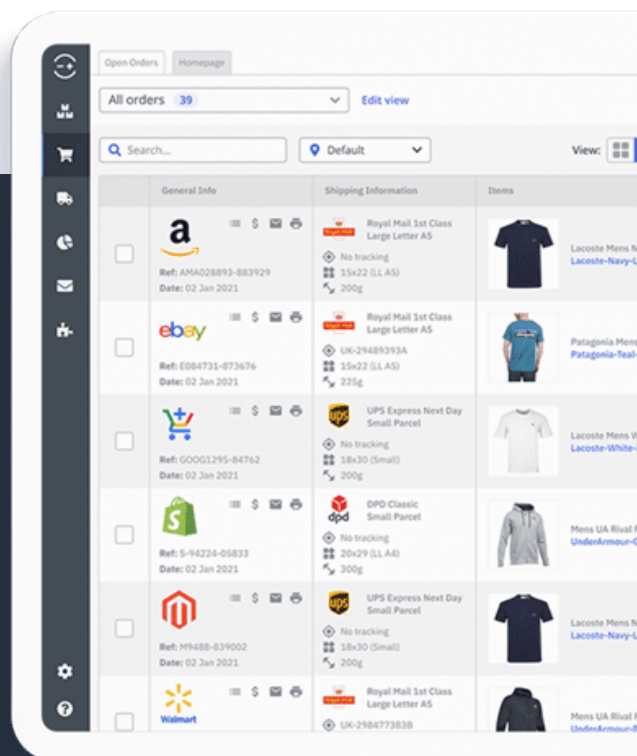 Open Orders
Homepage
All orders 39
Edit view
Search...
Default
View:
General Info
Shipping Information
Items
a
Ref: AMA028893-883929
Date: 02 Jan 2021
Royal Mail 1st Class
Large Letter A5
No tracking
15x22 (LL A5)
200g
Lacoste Mens N
Lacoste-Navy-L
ebay
Ref: E084731-873676
Date: 02 Jan 2021
Royal Mail 1st Class
Large Letter A5
UK-29489393A
15x22 (LL A5)
225g
Patagonia Mens
Patagonia-Teal-
Ref: GOOG1295-84762
Date: 02 Jan 2021
ups
UPS Express Next Day
Small Parcel
No tracking
18x30 (Small)
200g
Lacoste Mens W
Lacoste-White-
S
Ref: S-94224-05833
Date: 02 Jan 2021
dpd
DPD Classic
Small Parcel
No tracking
20x29 (LL A4)
300g
Mens UA Rival F
UnderArmour-G
Ref: M9488-839002
Date: 02 Jan 2021
ups
UPS Express Next Day
Small Parcel
No tracking
18x30 (Small)
200g
Lacoste Mens N
Lacoste-Navy-L
Walmart
Royal Mail 1st Class
Large Letter A5
UK-298477383B
Mens UA Rival F